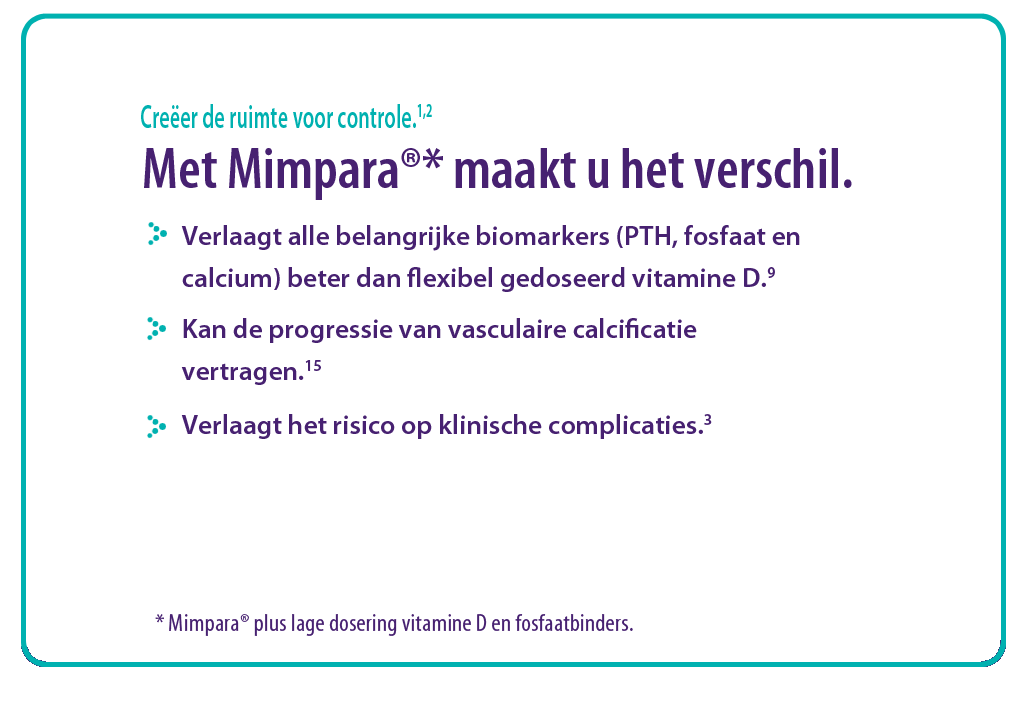 Creëer de ruimte voor controle.¹,²
Met Mimpara®* maakt u het verschil.
Verlaagt alle belangrijke biomarkers (PTH, fosfaat en
calcium) beter dan flexibel gedoseerd vitamine D.⁹
Kan de progressie van vasculaire calcificatie
vertragen.¹⁵
Verlaagt het risico op klinische complicaties.³
* Mimpara® plus lage dosering vitamine D en fosfaatbinders.